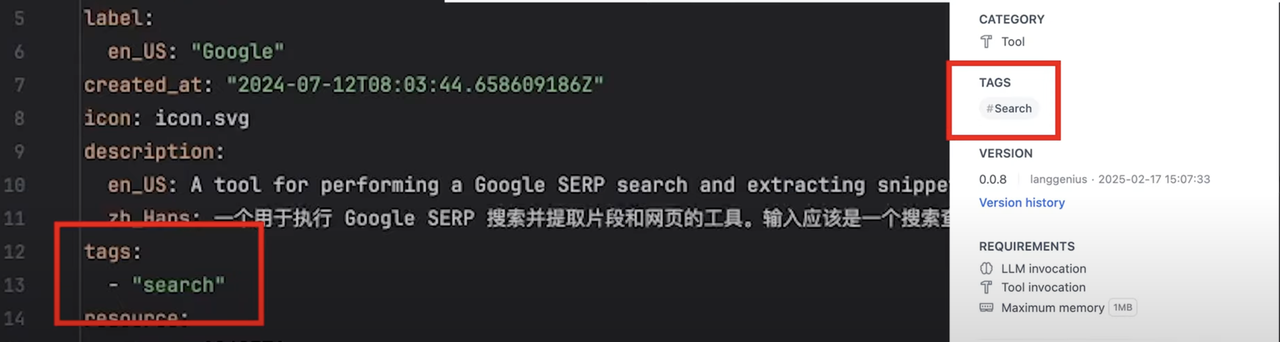 5 label:
6 en_US: "Google"
7 created_at: "2024-07-12T08:03:44.658609186Z"
8 icon: icon.svg
9 description:
10 en_US: A tool for performing a Google SERP search and extracting snippe
11 zh_Hans: 一个用于执行 Google SERP 搜索并提取片段和网页的工具。输入应该是一个搜索查
12 tags:
13 - "search"
14 resource:
CATEGORY
Tool
TAGS
#Search
VERSION
0.0.8 langgenius · 2025-02-17 15:07:33
Version history
REQUIREMENTS
LLM invocation
Tool invocation
Maximum memory 1MB